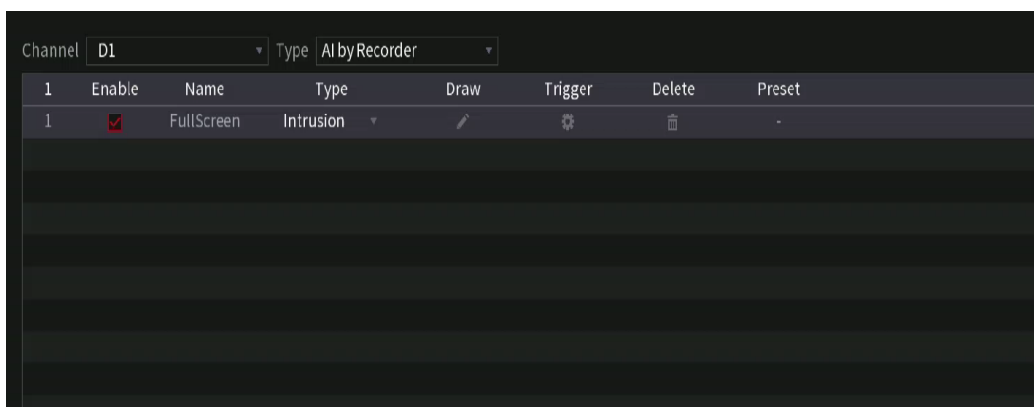 Channel D1 Type AI by Recorder
1 Enable Name Type Draw Trigger Delete Preset
1 FullScreen Intrusion -